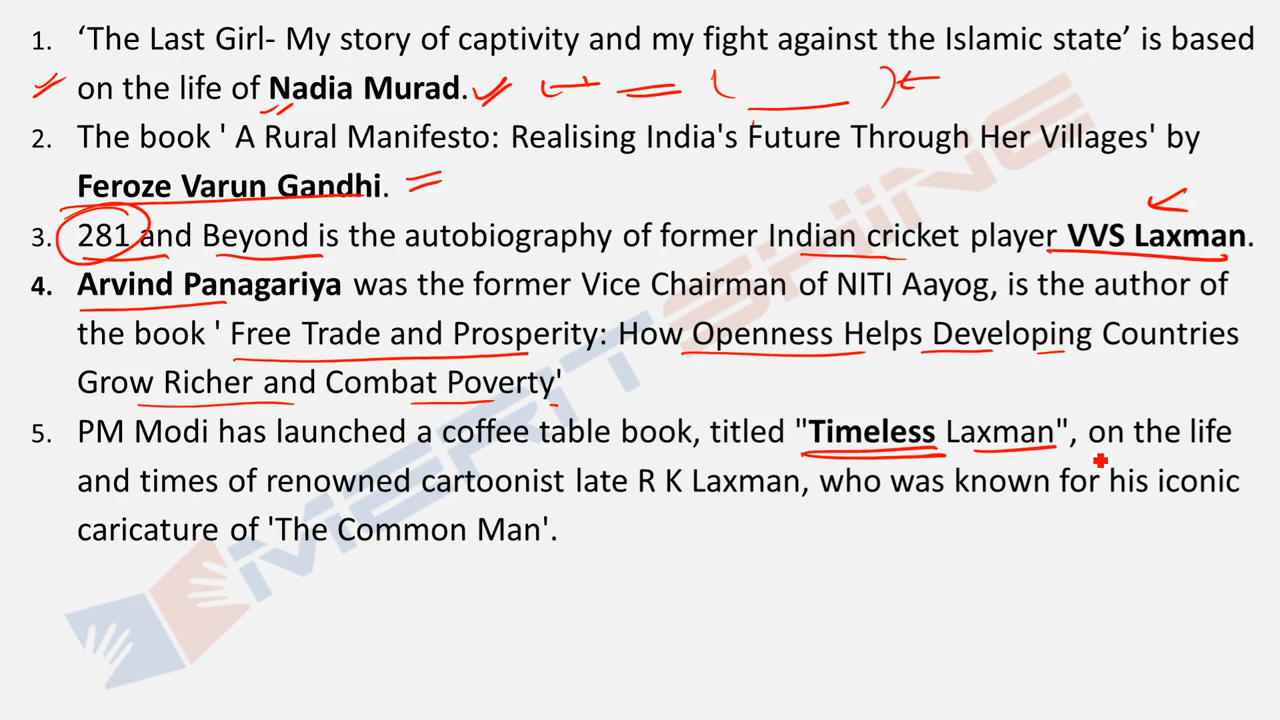 1. ‘The Last Girl- My story of captivity and my fight against the Islamic state’ is based
on the life of Nadia Murad.
2. The book ' A Rural Manifesto: Realising India's Future Through Her Villages' by
Feroze Varun Gandhi.
3. 281 and Beyond is the autobiography of former Indian cricket player VVS Laxman.
4. Arvind Panagariya was the former Vice Chairman of NITI Aayog, is the author of
the book ' Free Trade and Prosperity: How Openness Helps Developing Countries
Grow Richer and Combat Poverty'
5. PM Modi has launched a coffee table book, titled "Timeless Laxman", on the life
and times of renowned cartoonist late R K Laxman, who was known for his iconic
caricature of 'The Common Man'.
MERITSHINE